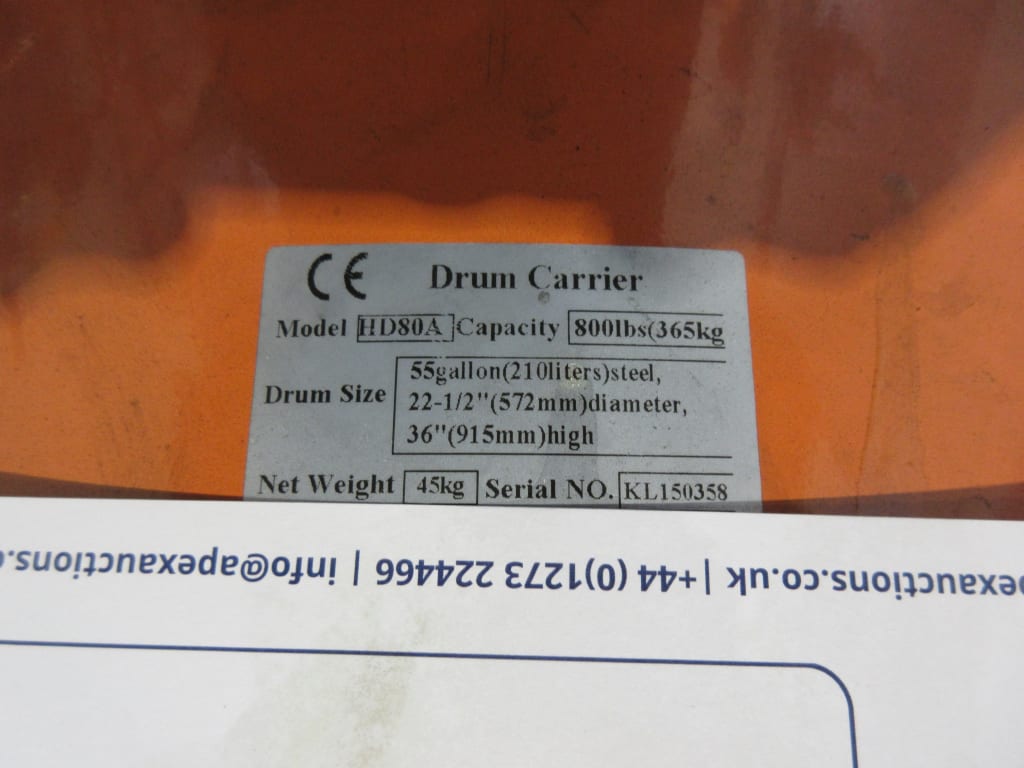 CE Drum Carrier
Model HD80A Capacity 800lbs(365kg
Drum Size 55gallon(210liters)steel,
22-1/2"(572mm)diameter,
36"(915mm)high
Net Weight 45kg Serial NO. KL150358
pexauctions.co.uk | +44 (0)1273 224466 | info@apexauctions.c